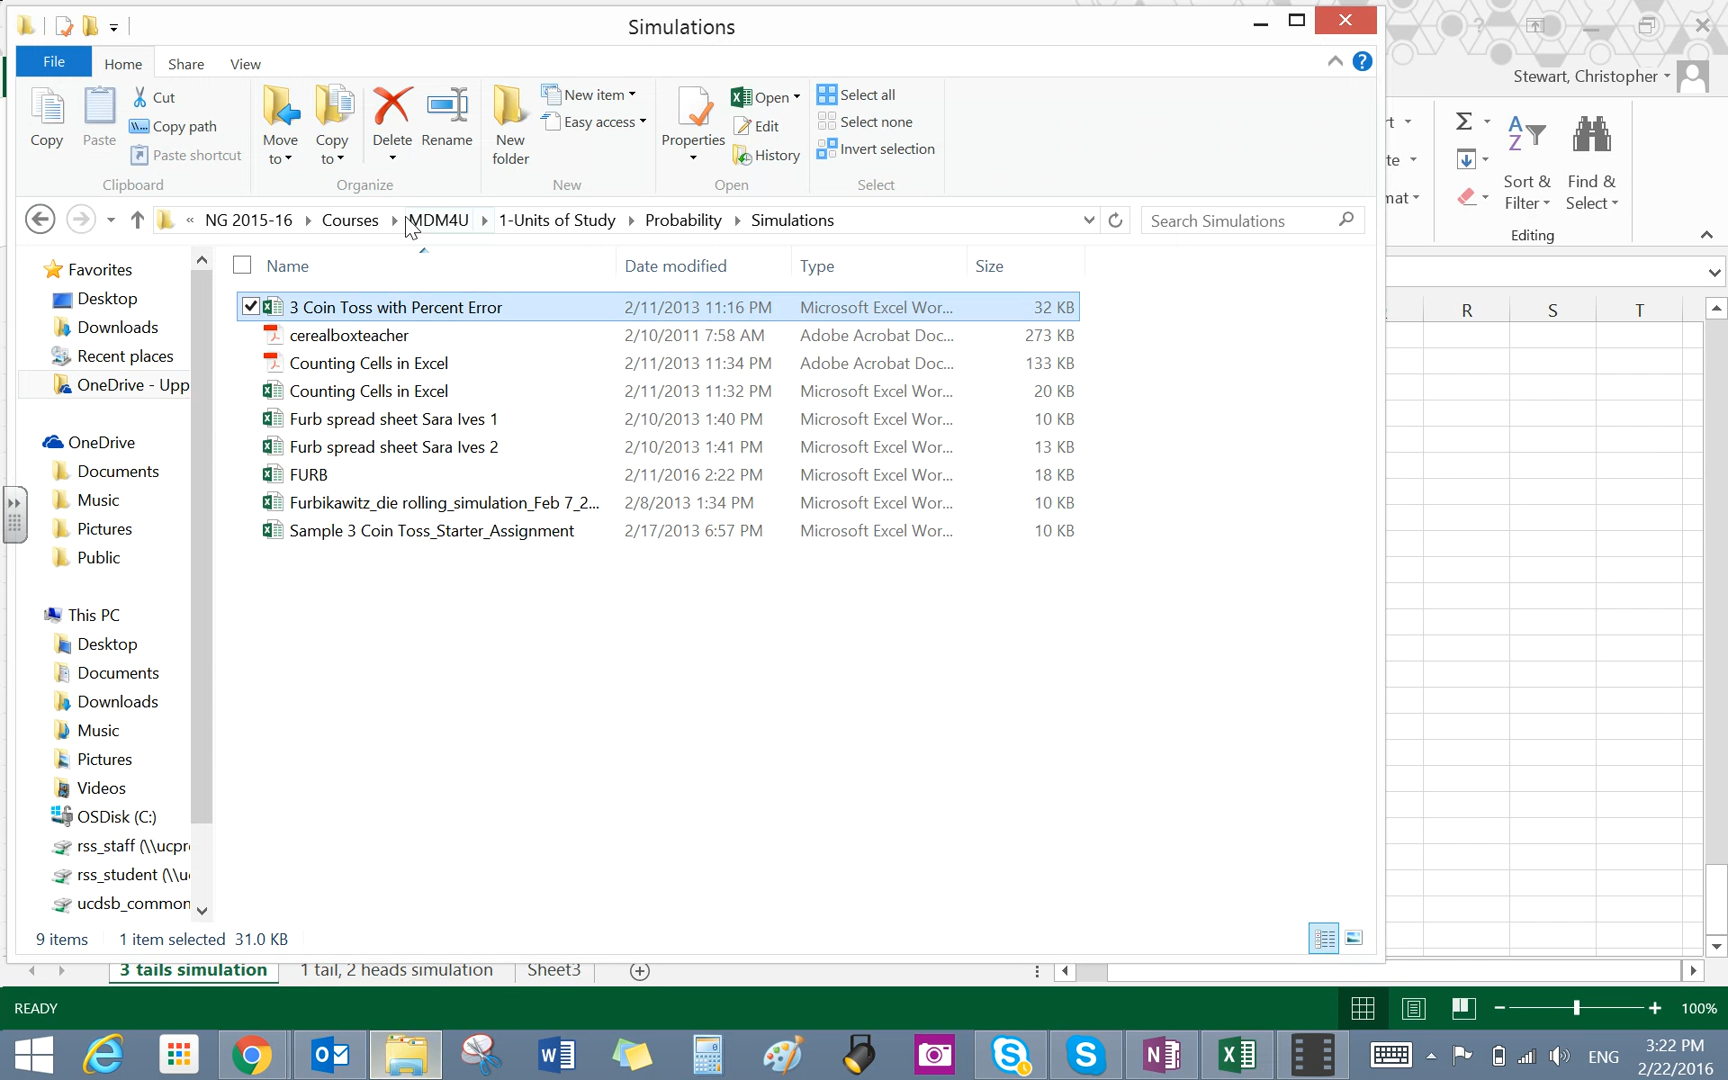 Simulations
File Home Share View
Stewart, Christopher
Copy
Paste
Cut
Copy path
Paste shortcut
Clipboard
Move to
Copy to
Delete
Rename
Organize
New folder
New item
Easy access
New
Properties
Open
Edit
History
Open
Select all
Select none
Invert selection
Select
Sort & Filter
Find & Select
Editing
« NG 2015-16 Courses MDM4U 1-Units of Study Probability Simulations
Search Simulations
Name Date modified Type Size
3 Coin Toss with Percent Error 2/11/2013 11:16 PM Microsoft Excel Wor... 32 KB
cerealboxteacher 2/10/2011 7:58 AM Adobe Acrobat Doc... 273 KB
Counting Cells in Excel 2/11/2013 11:34 PM Adobe Acrobat Doc... 133 KB
Counting Cells in Excel 2/11/2013 11:32 PM Microsoft Excel Wor... 20 KB
Furb spread sheet Sara Ives 1 2/10/2013 1:40 PM Microsoft Excel Wor... 10 KB
Furb spread sheet Sara Ives 2 2/10/2013 1:41 PM Microsoft Excel Wor... 13 KB
FURB 2/11/2016 2:22 PM Microsoft Excel Wor... 18 KB
Furbikawitz_die rolling_simulation_Feb 7_2... 2/8/2013 1:34 PM Microsoft Excel Wor... 10 KB
Sample 3 Coin Toss_Starter_Assignment 2/17/2013 6:57 PM Microsoft Excel Wor... 10 KB
Favorites
Desktop
Downloads
Recent places
OneDrive - Upp
OneDrive
Documents
Music
Pictures
Public
This PC
Desktop
Documents
Downloads
Music
Pictures
Videos
OSDisk (C:)
rss_staff (\\ucpr
rss_student (\\u
ucdsb_common
R S T
9 items 1 item selected 31.0 KB
3 tails simulation 1 tail, 2 heads simulation Sheet3
READY
100%
ENG
3:22 PM
2/22/2016